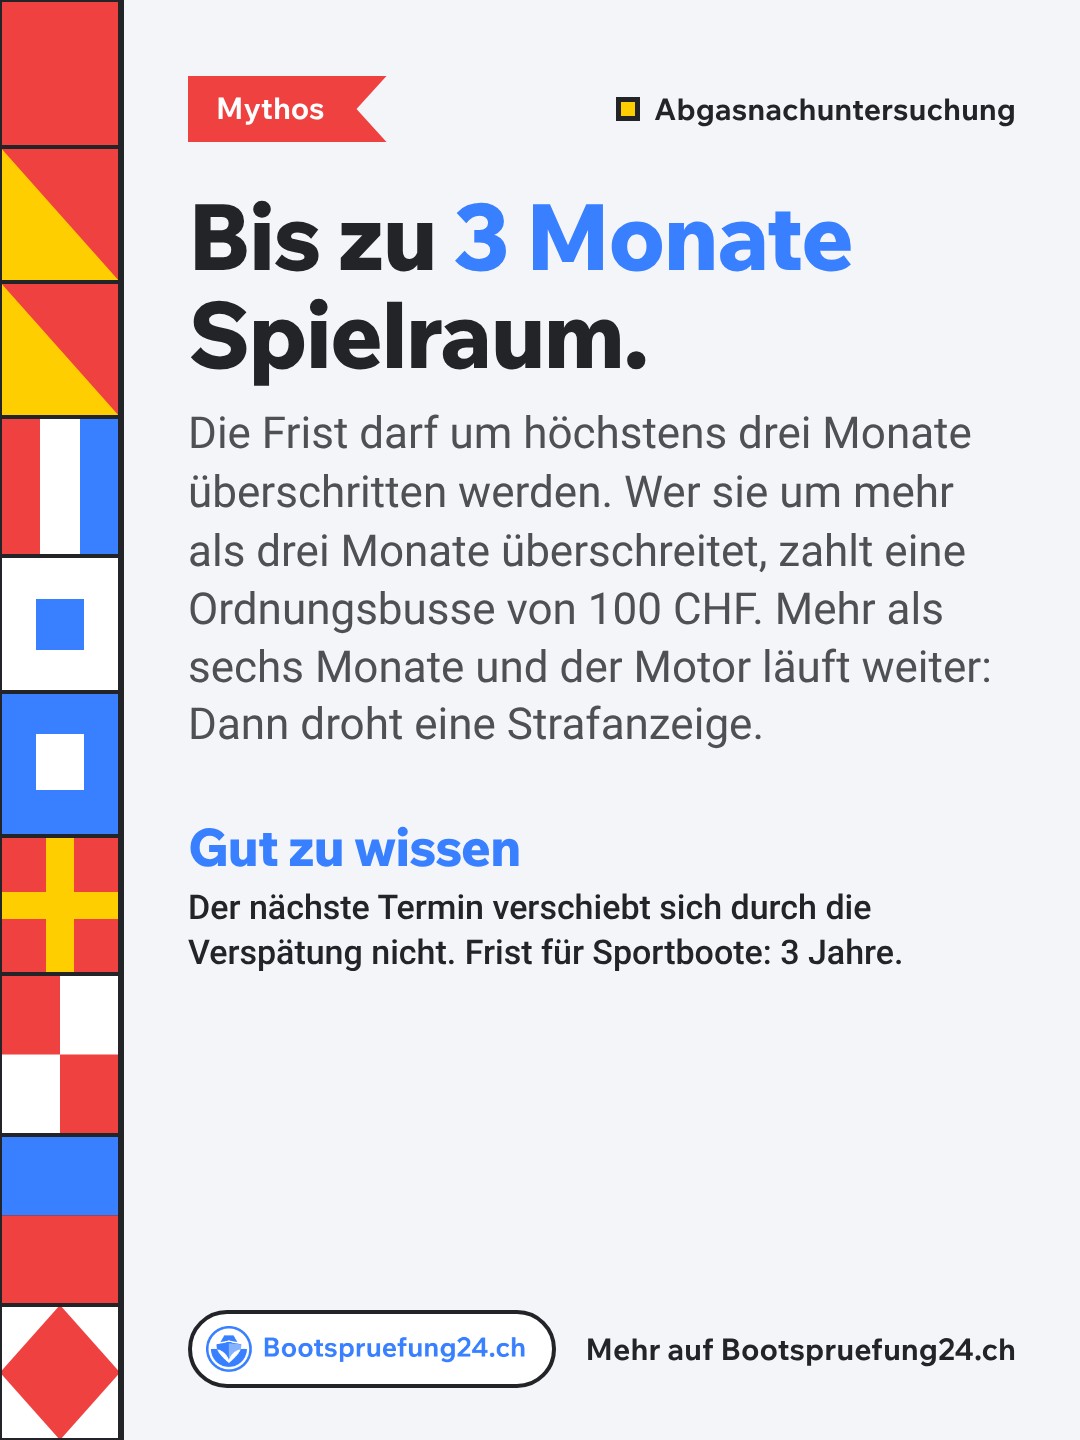 Mythos
Abgasnachuntersuchung
Bis zu 3 Monate
Spielraum.
Die Frist darf um höchstens drei Monate
überschritten werden. Wer sie um mehr
als drei Monate überschreitet, zahlt eine
Ordnungsbusse von 100 CHF. Mehr als
sechs Monate und der Motor läuft weiter:
Dann droht eine Strafanzeige.
Gut zu wissen
Der nächste Termin verschiebt sich durch die
Verspätung nicht. Frist für Sportboote: 3 Jahre.
Bootspruefung24.ch
Mehr auf Bootspruefung24.ch